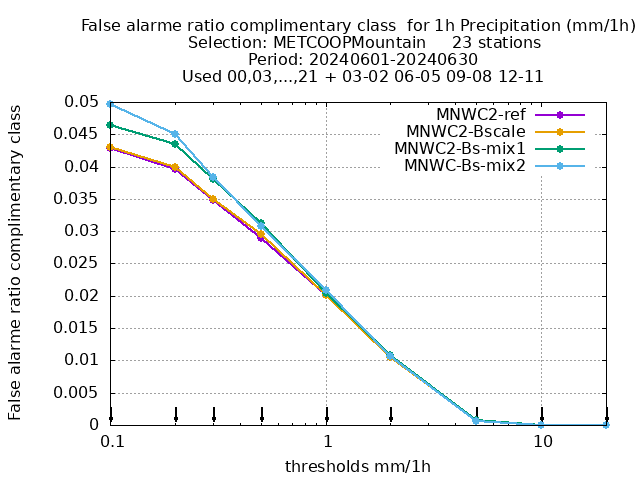 False alarme ratio complimentary class  for 1h Precipitation (mm/1h)
Selection: METCOOPMountain     23 stations
Period: 20240601-20240630
Used 00,03,...,21 + 03-02 06-05 09-08 12-11
False alarme ratio complimentary class
0.05
0.045
0.04
0.035
0.03
0.025
0.02
0.015
0.01
0.005
0
MNWC2-ref
MNWC2-Bscale
MNWC2-Bs-mix1
MNWC-Bs-mix2
0.1 1 10
thresholds mm/1h